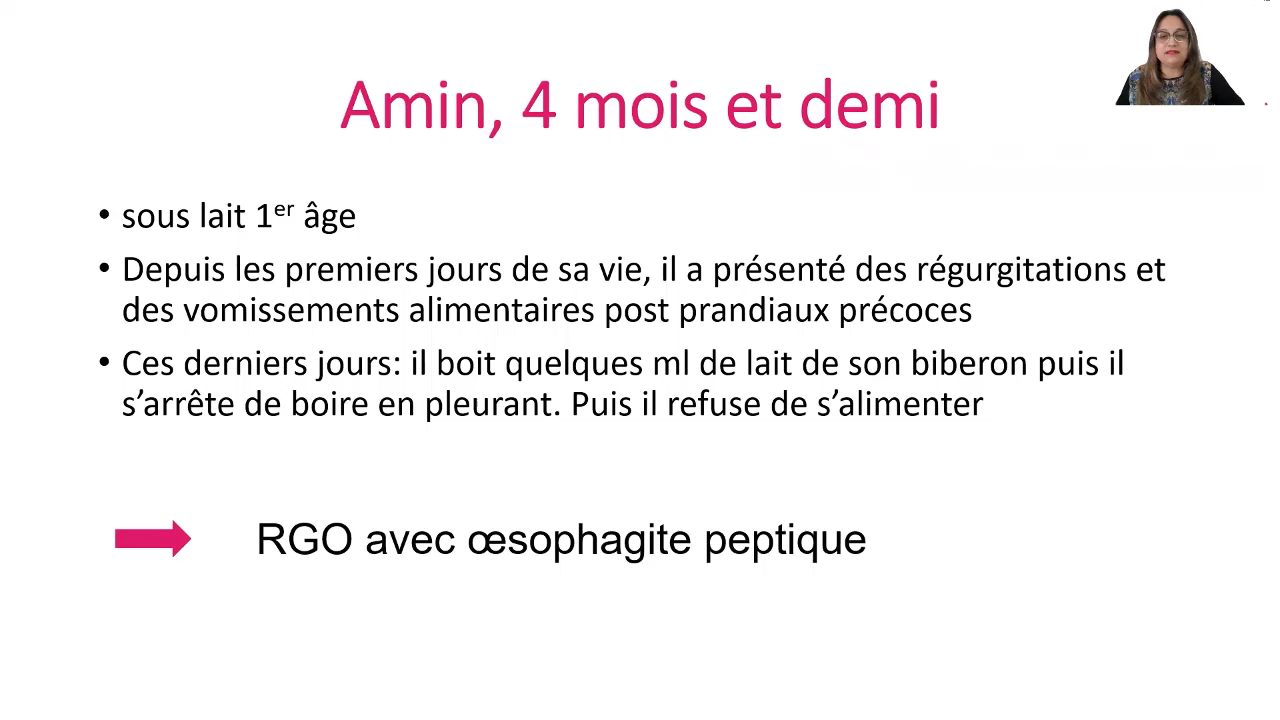 Amin, 4 mois et demi
• sous lait 1er âge
• Depuis les premiers jours de sa vie, il a présenté des régurgitations et
des vomissements alimentaires post prandiaux précoces
• Ces derniers jours: il boit quelques ml de lait de son biberon puis il
s’arrête de boire en pleurant. Puis il refuse de s’alimenter
RGO avec œsophagite peptique